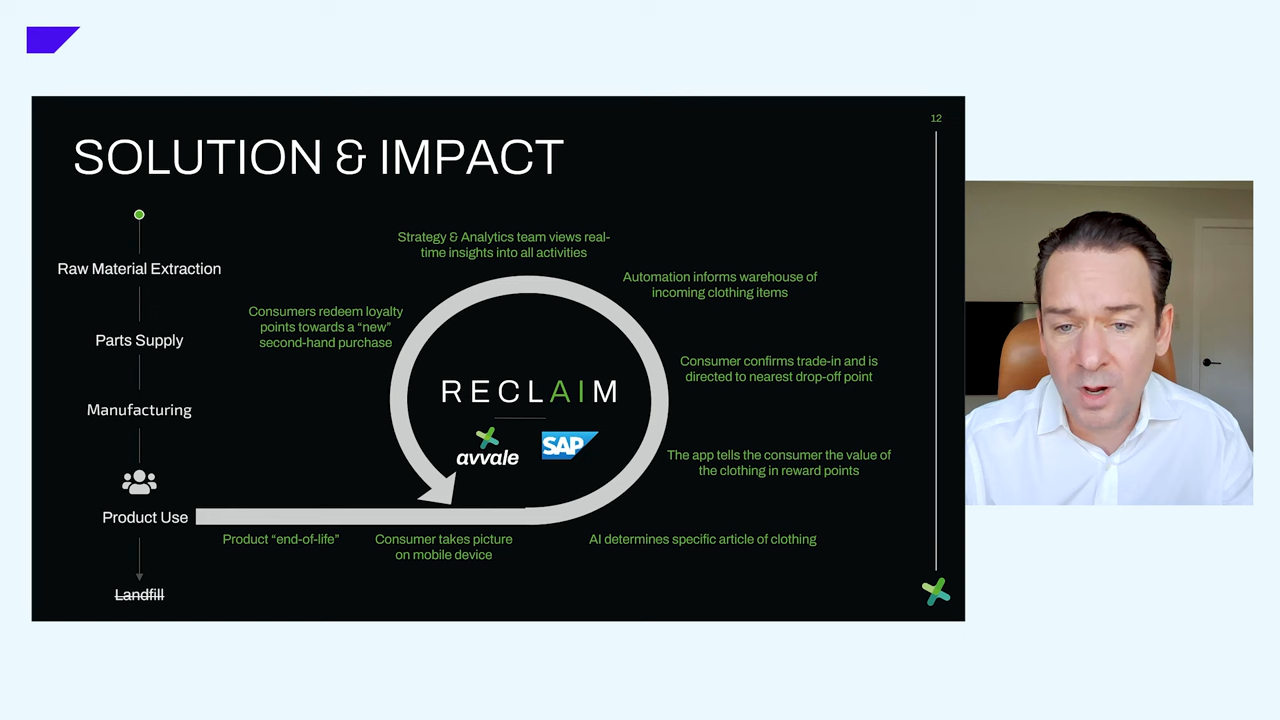 12
SOLUTION & IMPACT
Raw Material Extraction
Parts Supply
Manufacturing
Product Use
Landfill
Product “end-of-life”
Consumer takes picture
on mobile device
AI determines specific article of clothing
The app tells the consumer the value of
the clothing in reward points
Consumer confirms trade-in and is
directed to nearest drop-off point
Automation informs warehouse of
incoming clothing items
Strategy & Analytics team views real-
time insights into all activities
Consumers redeem loyalty
points towards a “new”
second-hand purchase
RECLAIM
avvale
SAP